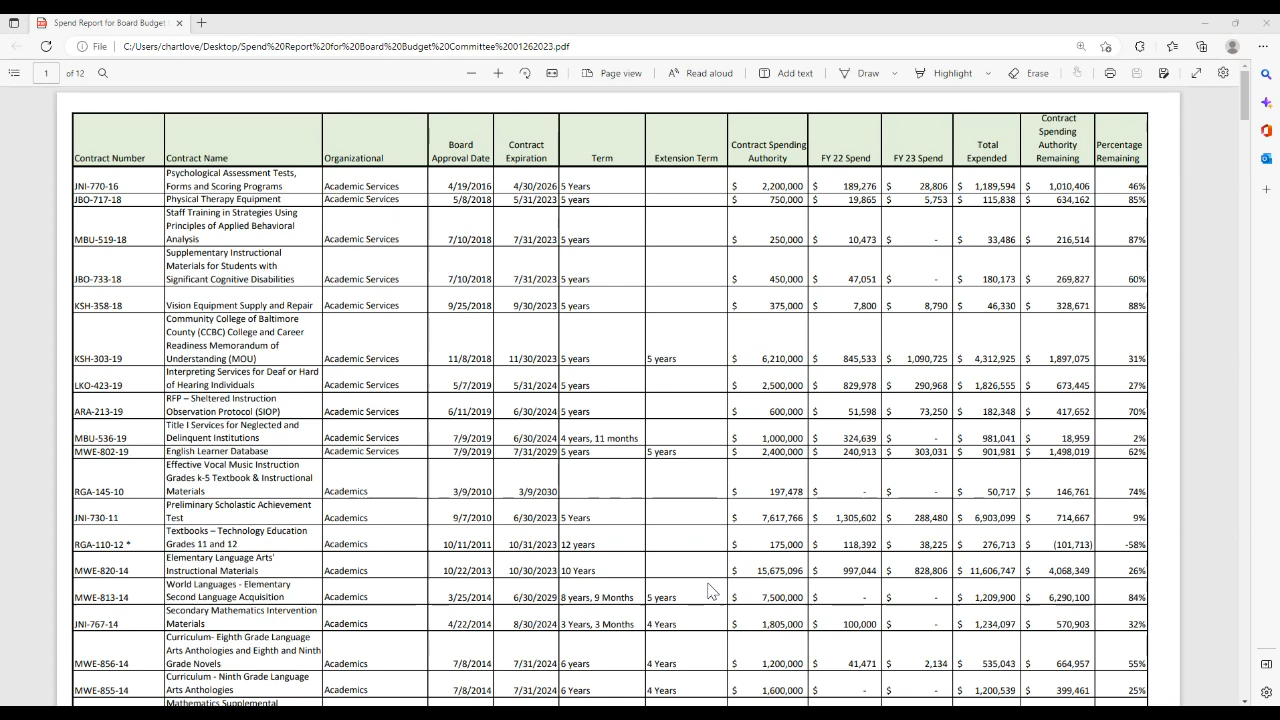 Spend Report for Board Budget
File C:/Users/chartlove/Desktop/Spend%20Report%20for%20Board%20Budget%20Committee%2001262023.pdf
1 of 12 Page view Read aloud Add text Draw Highlight Erase
Contract Number Contract Name Organizational Board Approval Date Contract Expiration Term Extension Term Contract Spending Authority FY 22 Spend FY 23 Spend Total Expended Contract Spending Authority Remaining Percentage Remaining
Psychological Assessment Tests,
JNI-770-16 Forms and Scoring Programs Academic Services 4/19/2016 4/30/2026 5 Years $ 2,200,000 $ 189,276 $ 28,806 $ 1,189,594 $ 1,010,406 46%
JBO-717-18 Physical Therapy Equipment Academic Services 5/8/2018 5/31/2023 5 years $ 750,000 $ 19,865 $ 5,753 $ 115,838 $ 634,162 85%
Staff Training in Strategies Using
Principles of Applied Behavioral
MBU-519-18 Analysis Academic Services 7/10/2018 7/31/2023 5 years $ 250,000 $ 10,473 $ - $ 33,486 $ 216,514 87%
Supplementary Instructional
Materials for Students with
JBO-733-18 Significant Cognitive Disabilities Academic Services 7/10/2018 7/31/2023 5 years $ 450,000 $ 47,051 $ - $ 180,173 $ 269,827 60%
KSH-358-18 Vision Equipment Supply and Repair Academic Services 9/25/2018 9/30/2023 5 years $ 375,000 $ 7,800 $ 8,790 $ 46,330 $ 328,671 88%
Community College of Baltimore
County (CCBC) College and Career
Readiness Memorandum of
KSH-303-19 Understanding (MOU) Academic Services 11/8/2018 11/30/2023 5 years 5 years $ 6,210,000 $ 845,533 $ 1,090,725 $ 4,312,925 $ 1,897,075 31%
Interpreting Services for Deaf or Hard
LKO-423-19 of Hearing Individuals Academic Services 5/7/2019 5/31/2024 5 years $ 2,500,000 $ 829,978 $ 290,968 $ 1,826,555 $ 673,445 27%
RFP – Sheltered Instruction
ARA-213-19 Observation Protocol (SIOP) Academic Services 6/11/2019 6/30/2024 5 years $ 600,000 $ 51,598 $ 73,250 $ 182,348 $ 417,652 70%
Title I Services for Neglected and
MBU-536-19 Delinquent Institutions Academic Services 7/9/2019 6/30/2024 4 years, 11 months $ 1,000,000 $ 324,639 $ - $ 981,041 $ 18,959 2%
MWE-802-19 English Learner Database Academic Services 7/9/2019 7/31/2029 5 years 5 years $ 2,400,000 $ 240,913 $ 303,031 $ 901,981 $ 1,498,019 62%
Effective Vocal Music Instruction
Grades k-5 Textbook & Instructional
RGA-145-10 Materials Academics 3/9/2010 3/9/2030 $ 197,478 $ - $ - $ 50,717 $ 146,761 74%
Preliminary Scholastic Achievement
JNI-730-11 Test Academics 9/7/2010 6/30/2023 5 Years $ 7,617,766 $ 1,305,602 $ 288,480 $ 6,903,099 $ 714,667 9%
Textbooks – Technology Education
RGA-110-12 * Grades 11 and 12 Academics 10/11/2011 10/31/2023 12 years $ 175,000 $ 118,392 $ 38,225 $ 276,713 $ (101,713) -58%
Elementary Language Arts'
MWE-820-14 Instructional Materials Academics 10/22/2013 10/30/2023 10 Years $ 15,675,096 $ 997,044 $ 828,806 $ 11,606,747 $ 4,068,349 26%
World Languages - Elementary
MWE-813-14 Second Language Acquisition Academics 3/25/2014 6/30/2029 8 years, 9 Months 5 years $ 7,500,000 $ - $ - $ 1,209,900 $ 6,290,100 84%
Secondary Mathematics Intervention
JNI-767-14 Materials Academics 4/22/2014 8/30/2024 3 Years, 3 Months 4 Years $ 1,805,000 $ 100,000 $ - $ 1,234,097 $ 570,903 32%
Curriculum- Eighth Grade Language
Arts Anthologies and Eighth and Ninth
MWE-856-14 Grade Novels Academics 7/8/2014 7/31/2024 6 years 4 Years $ 1,200,000 $ 41,471 $ 2,134 $ 535,043 $ 664,957 55%
Curriculum - Ninth Grade Language
MWE-855-14 Arts Anthologies Academics 7/8/2014 7/31/2024 6 Years 4 Years $ 1,600,000 $ - $ - $ 1,200,539 $ 399,461 25%
Mathematics Supplemental